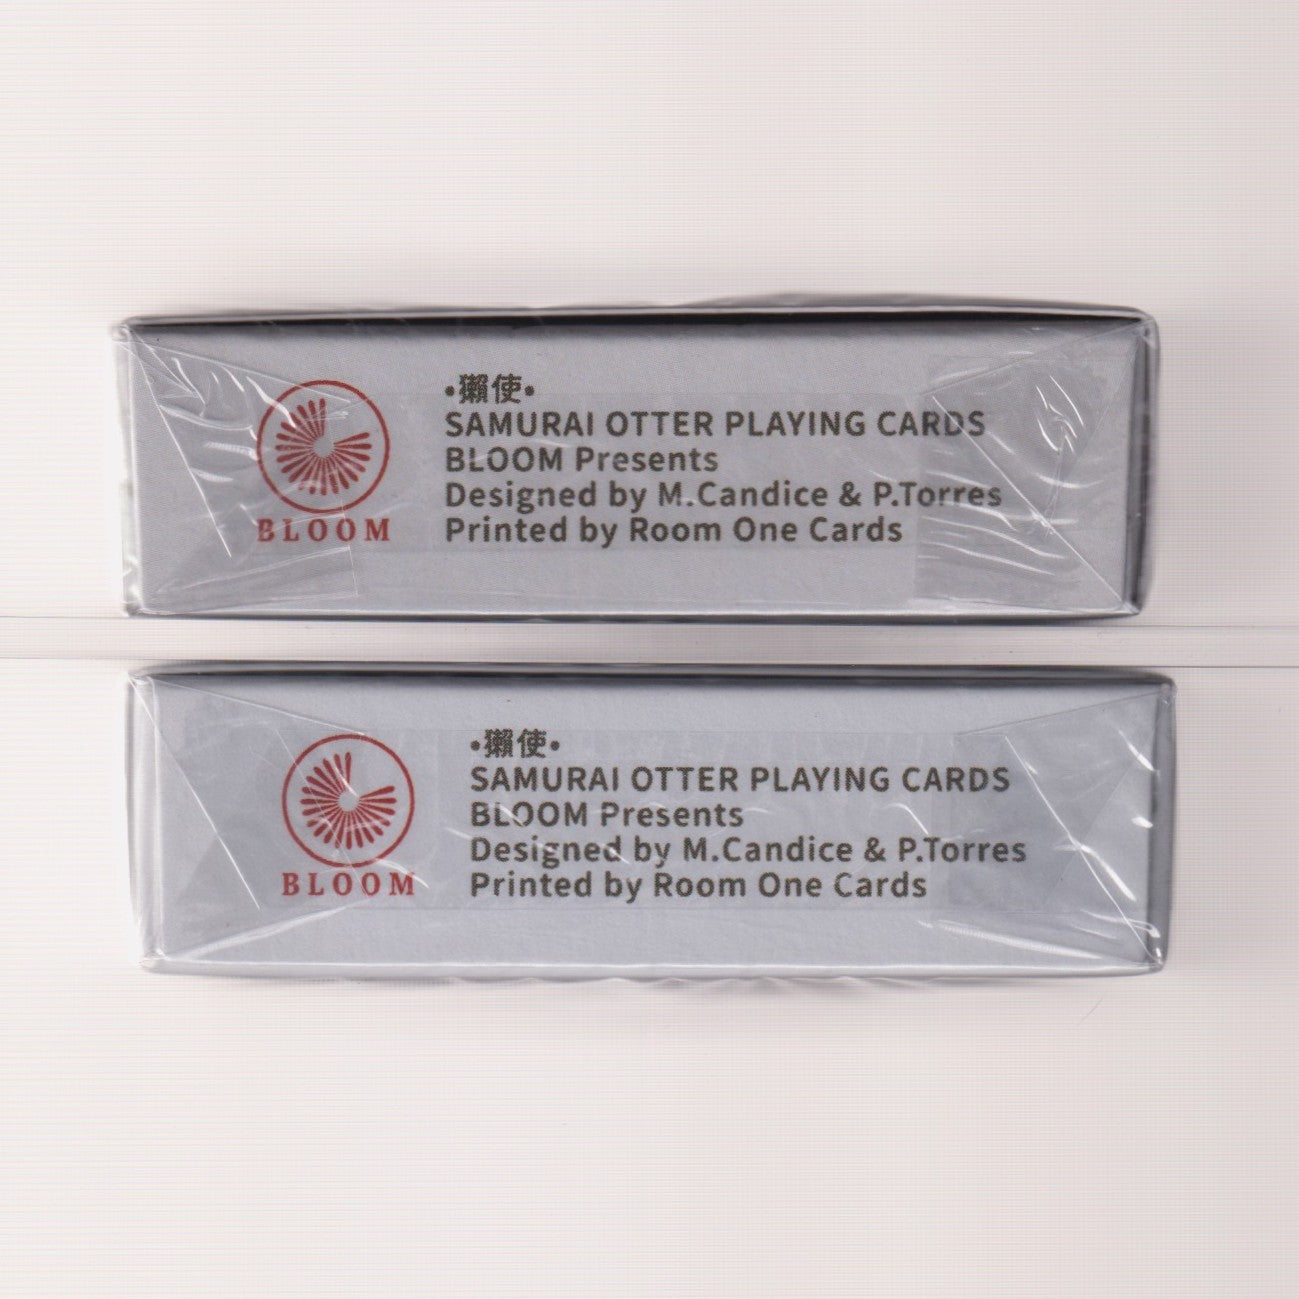 •獺使•
SAMURAI OTTER PLAYING CARDS
BLOOM Presents
Designed by M.Candice & P.Torres
Printed by Room One Cards
BLOOM
•獺使•
SAMURAI OTTER PLAYING CARDS
BLOOM Presents
Designed by M.Candice & P.Torres
Printed by Room One Cards
BLOOM